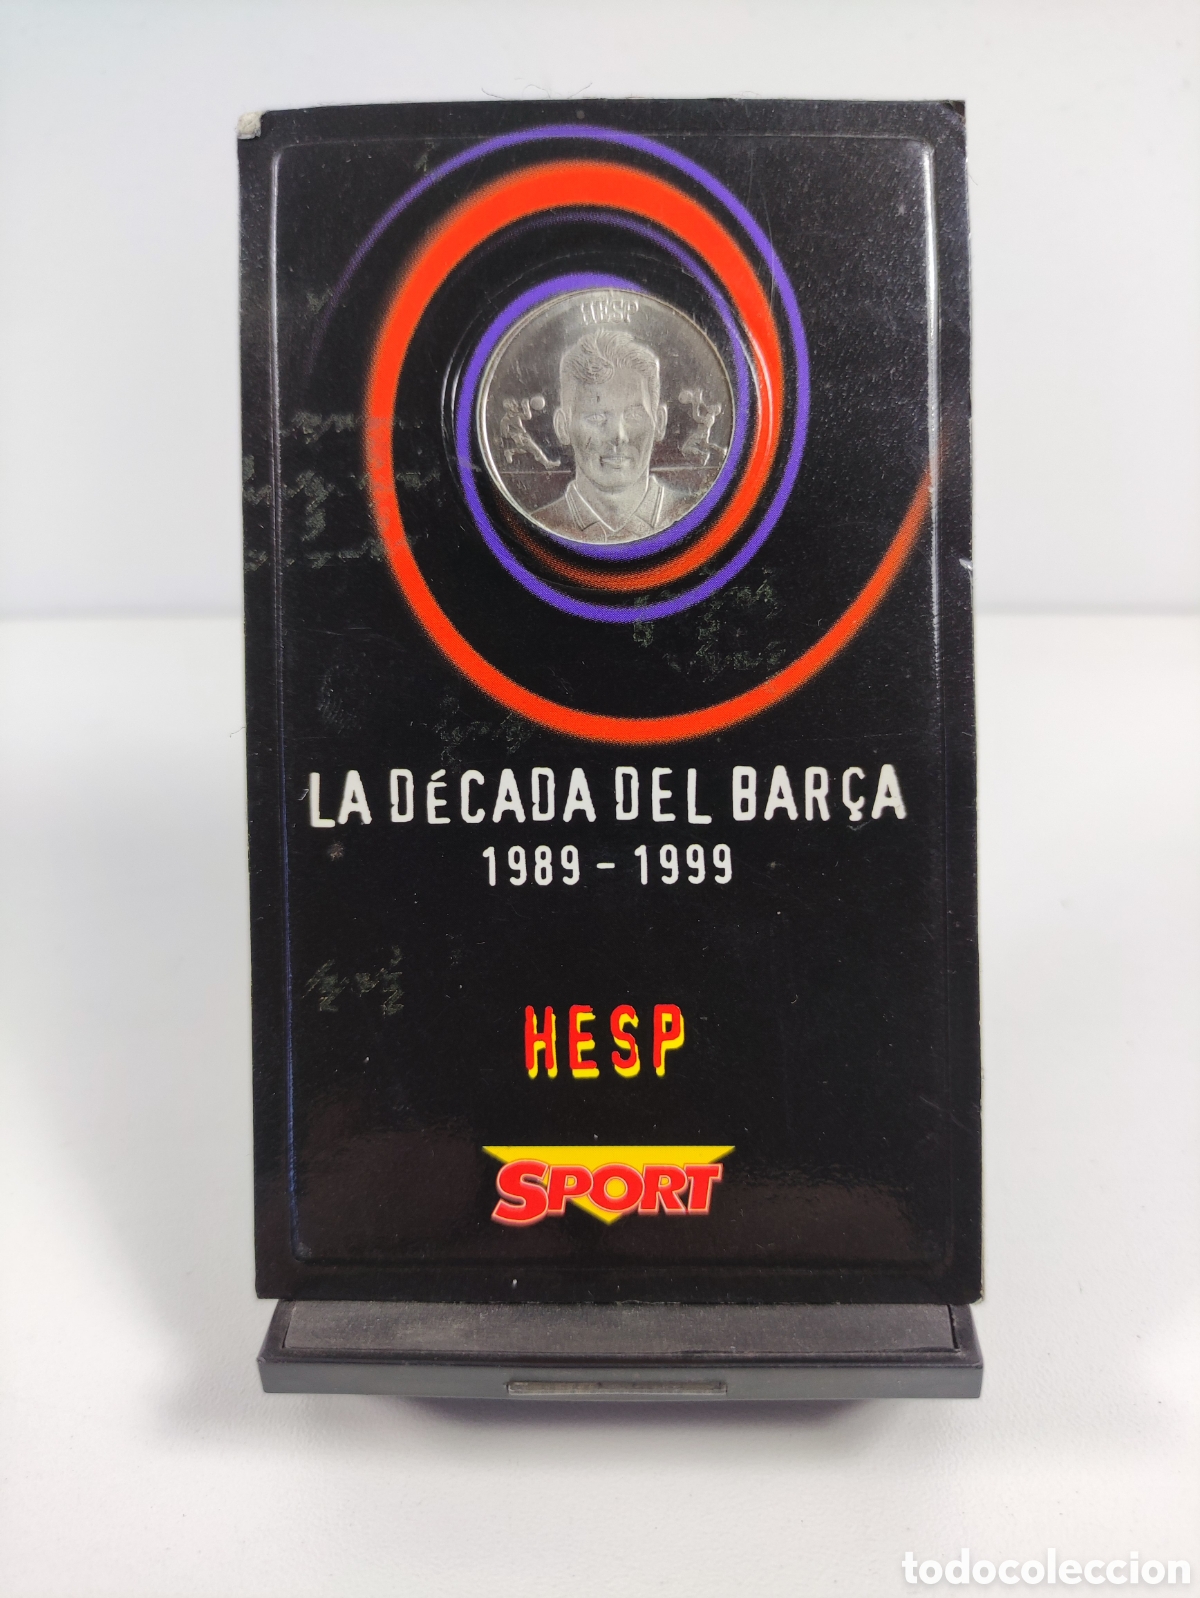 HESP
LA DÉCADA DEL BARÇA
1989 - 1999
HESP
SPORT
todocoleccion